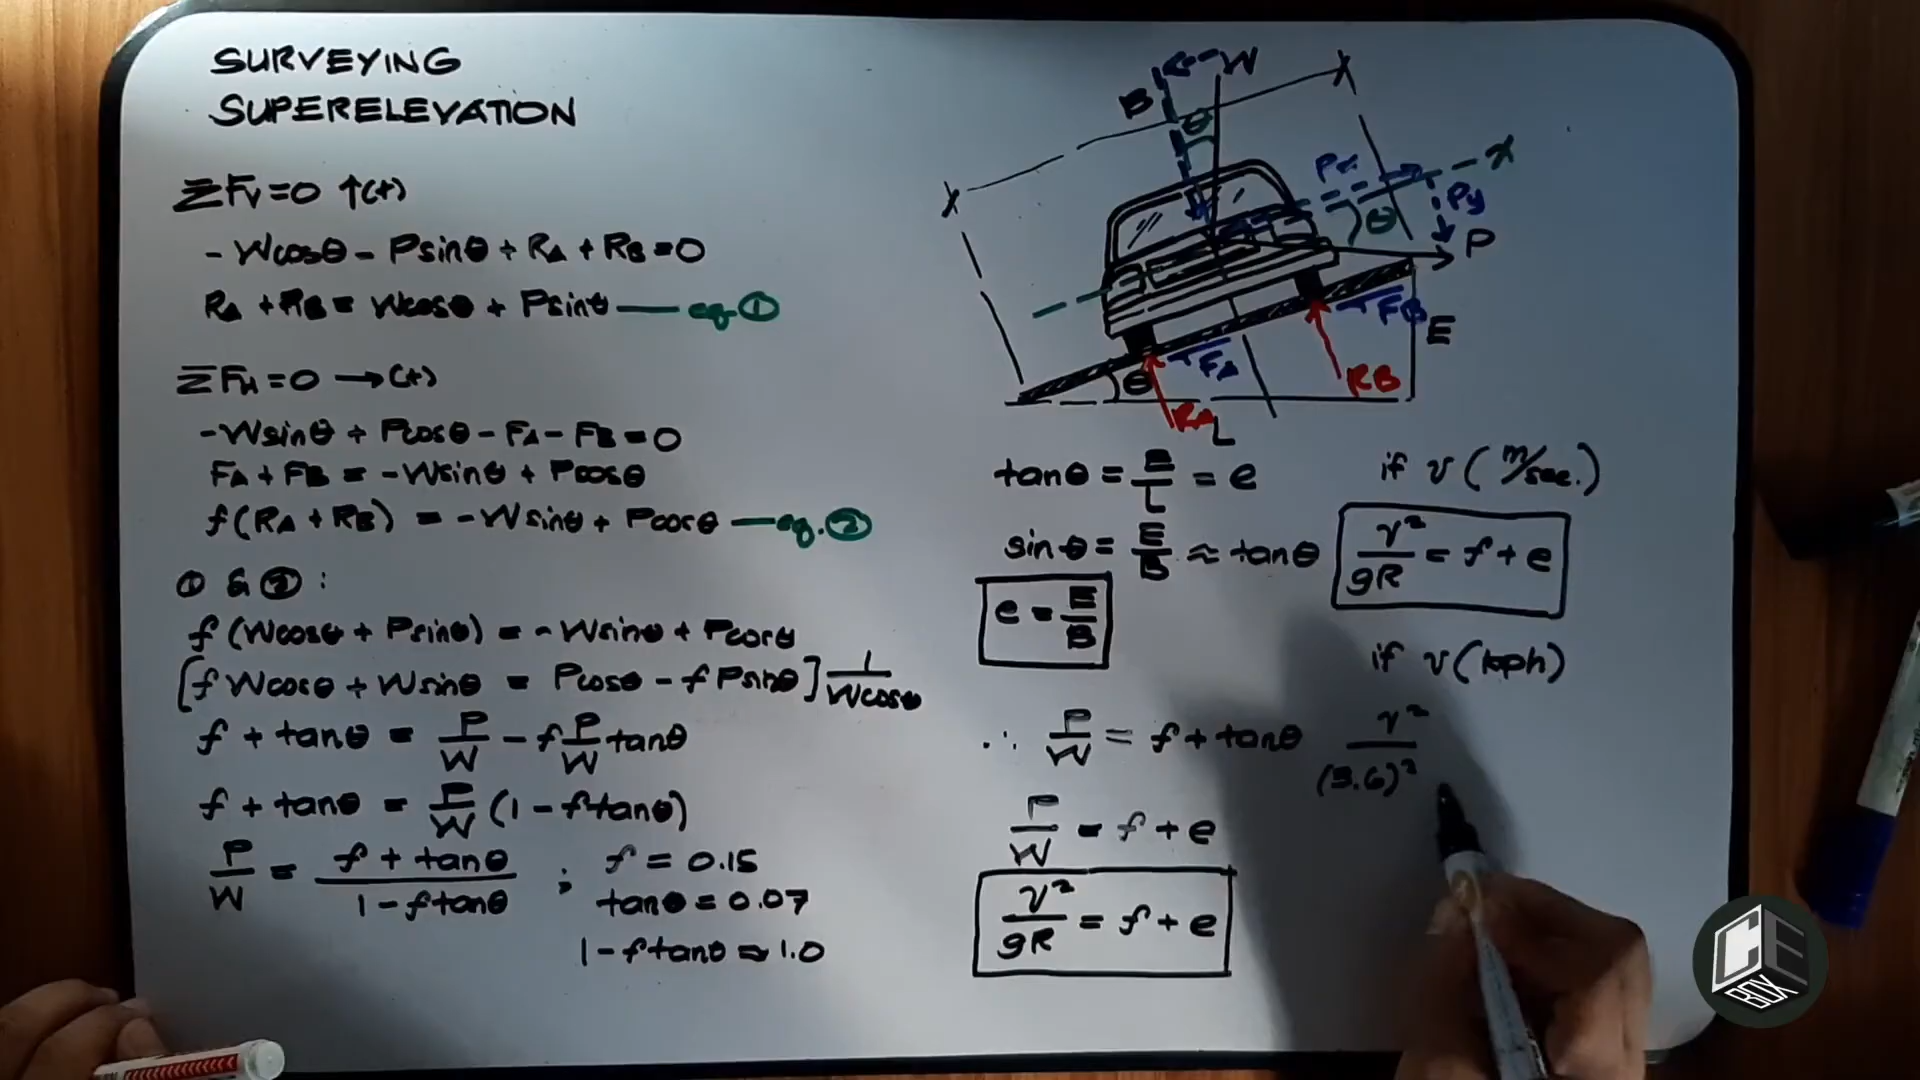 SURVEYING
SUPERELEVATION
ΣFv=0 ↑(+)
-Wcosθ - Psinθ + RA + RB = 0
RA + RB = Wcosθ + Psinθ — eq. ①
ΣFH=0 →(+)
-Wsinθ + Pcosθ - FA - FB = 0
FA + FB = -Wsinθ + Pcosθ
f(RA + RB) = -Wsinθ + Pcosθ — eq. ②
① & ② :
f(Wcosθ + Psinθ) = -Wsinθ + Pcosθ
[f Wcosθ + Wsinθ = Pcosθ - f Psinθ] 1/Wcosθ
f + tanθ = P/W - f P/W tanθ
f + tanθ = P/W (1 - f tanθ)
P/W = (f + tanθ)/(1 - f tanθ) ; f = 0.15
tanθ = 0.07
1 - f tanθ ≈ 1.0
W
B
θ
Px
x
Py
θ
P
FB
E
FA
θ
RB
RA
L
tanθ = E/L = e
sinθ = E/B ≈ tanθ
e = E/B
∴ P/W = f + tanθ
P/W = f + e
v²/gR = f + e
if v (m/sec.)
v²/gR = f + e
if v (kph)
v²/(3.6)²
CE
BOX